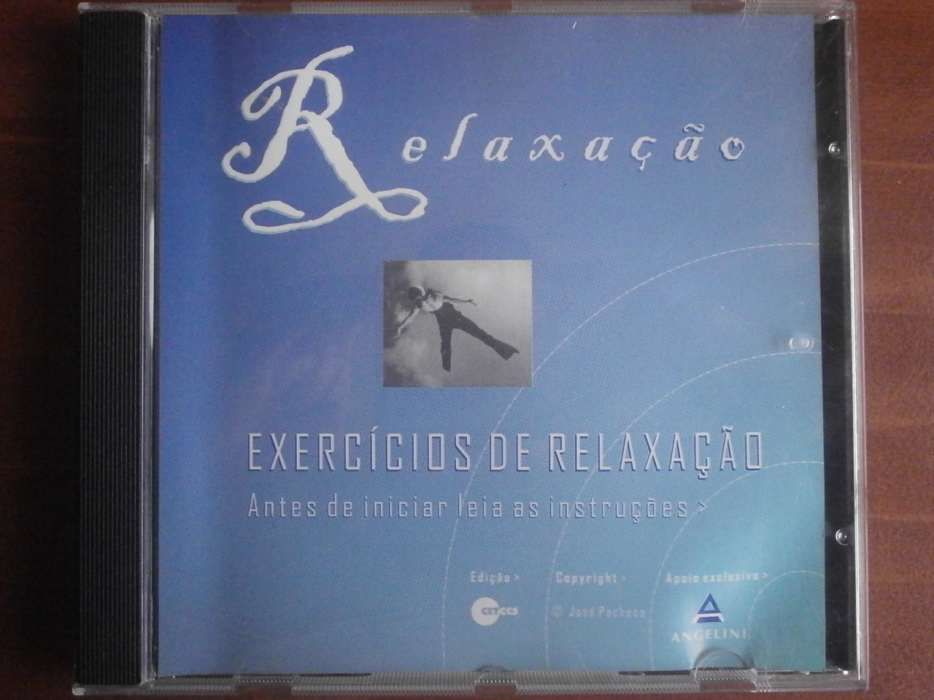 Relaxação
EXERCÍCIOS DE RELAXAÇÃO
Antes de iniciar leia as instruções >
Edição > Copyright > Apoio exclusivo >
© José Pacheco
ANGELINI